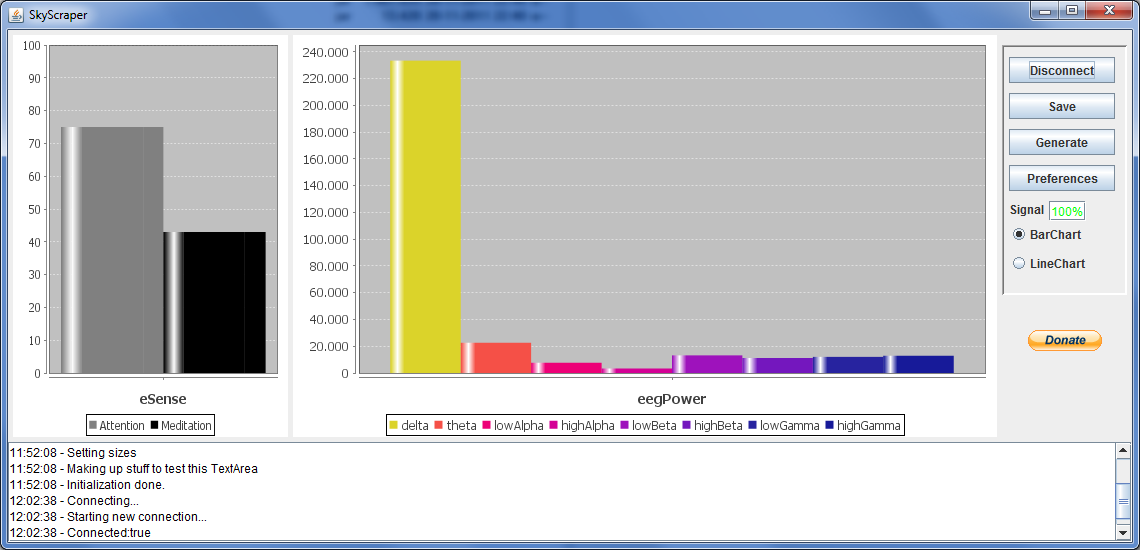 SkyScraper
100
90
80
70
60
50
40
30
20
10
0
eSense
Attention Meditation
240.000
220.000
200.000
180.000
160.000
140.000
120.000
100.000
80.000
60.000
40.000
20.000
0
eegPower
delta theta lowAlpha highAlpha lowBeta highBeta lowGamma highGamma
Disconnect
Save
Generate
Preferences
Signal 100%
BarChart
LineChart
Donate
11:52:08 - Setting sizes
11:52:08 - Making up stuff to test this TextArea
11:52:08 - Initialization done.
12:02:38 - Connecting...
12:02:38 - Starting new connection...
12:02:38 - Connected:true